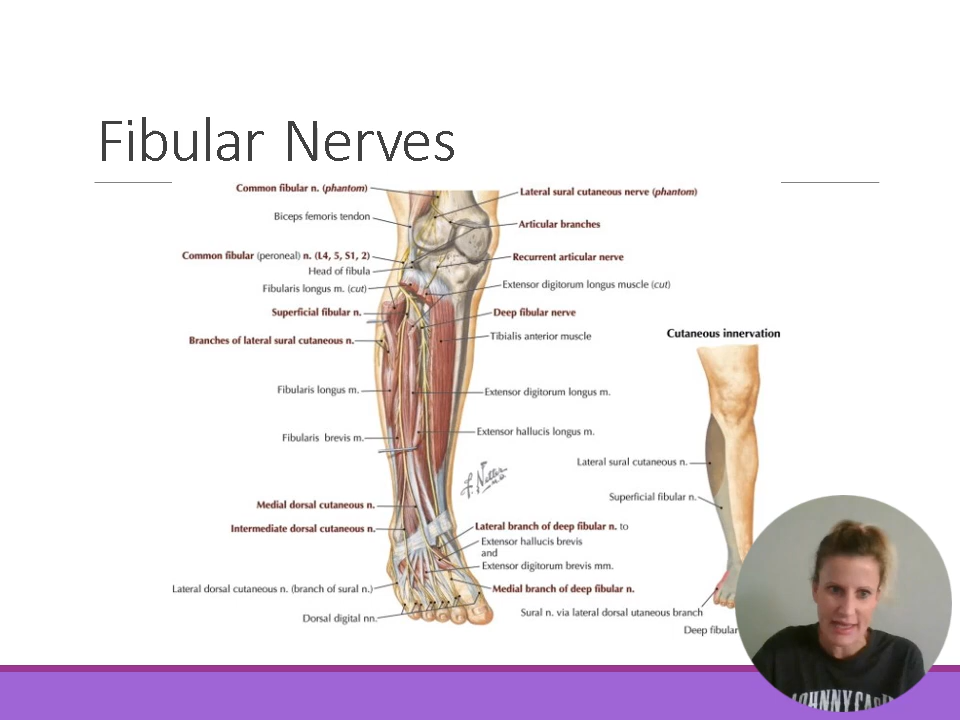 Fibular Nerves
Common fibular n. (phantom)
Lateral sural cutaneous nerve (phantom)
Biceps femoris tendon
Articular branches
Common fibular (peroneal) n. (L4, 5, S1, 2)
Recurrent articular nerve
Head of fibula
Fibularis longus m. (cut)
Extensor digitorum longus muscle (cut)
Superficial fibular n.
Deep fibular nerve
Branches of lateral sural cutaneous n.
Tibialis anterior muscle
Cutaneous innervation
Fibularis longus m.
Extensor digitorum longus m.
Fibularis brevis m.
Extensor hallucis longus m.
Lateral sural cutaneous n.
F. Netter
M.D.
Superficial fibular n.
Medial dorsal cutaneous n.
Intermediate dorsal cutaneous n.
Lateral branch of deep fibular n. to
Extensor hallucis brevis
and
Extensor digitorum brevis mm.
Lateral dorsal cutaneous n. (branch of sural n.)
Medial branch of deep fibular n.
Dorsal digital nn.
Sural n. via lateral dorsal utaneous branch
Deep fibular